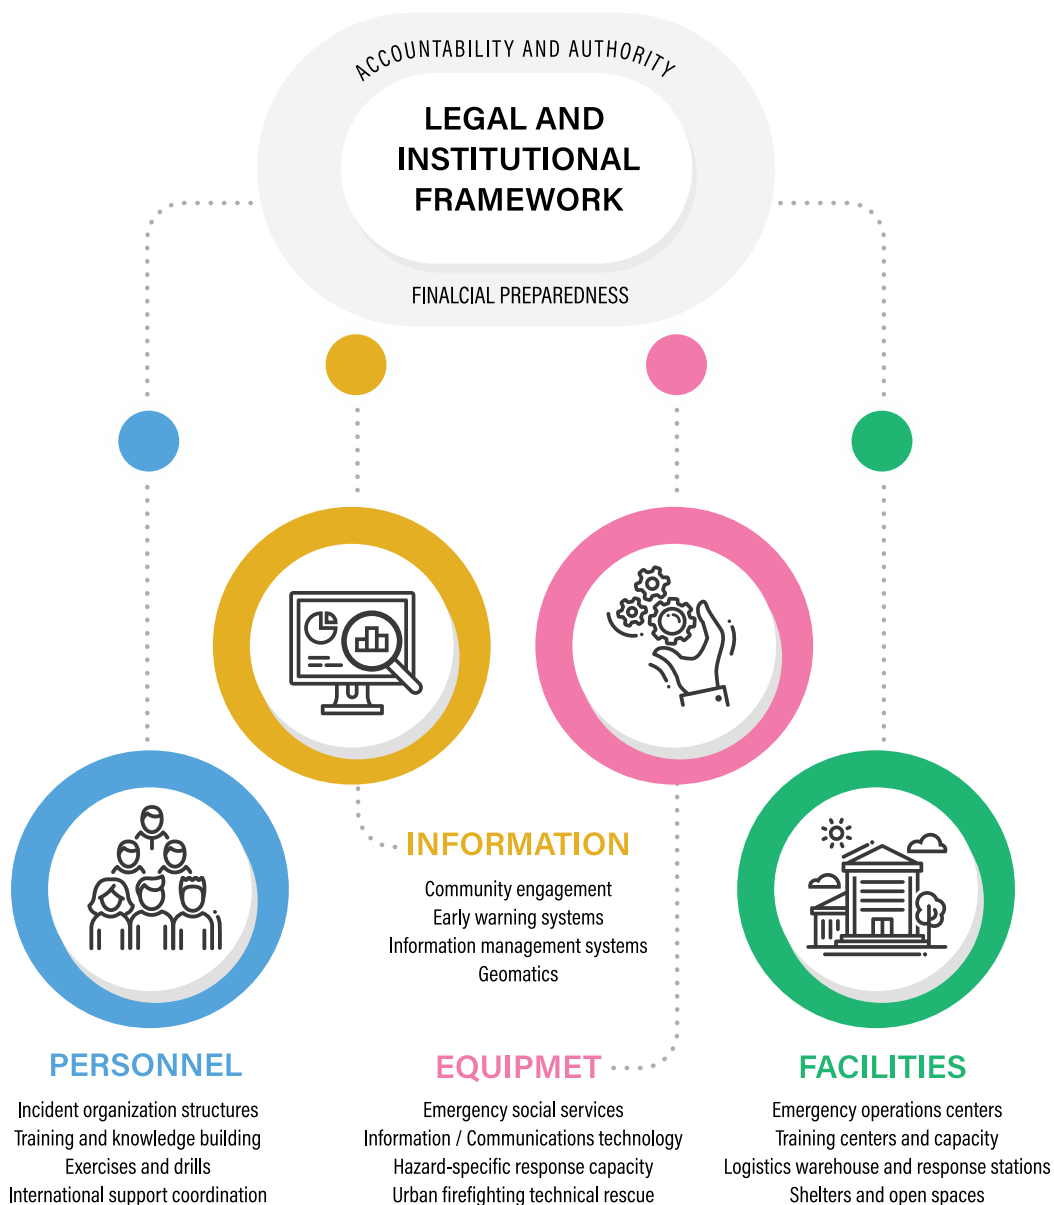 ACCOUNTABILITY AND AUTHORITY
LEGAL AND
INSTITUTIONAL
FRAMEWORK
FINALCIAL PREPAREDNESS
INFORMATION
Community engagement
Early warning systems
Information management systems
Geomatics
PERSONNEL
Incident organization structures
Training and knowledge building
Exercises and drills
International support coordination
EQUIPMET
Emergency social services
Information / Communications technology
Hazard-specific response capacity
Urban firefighting technical rescue
FACILITIES
Emergency operations centers
Training centers and capacity
Logistics warehouse and response stations
Shelters and open spaces